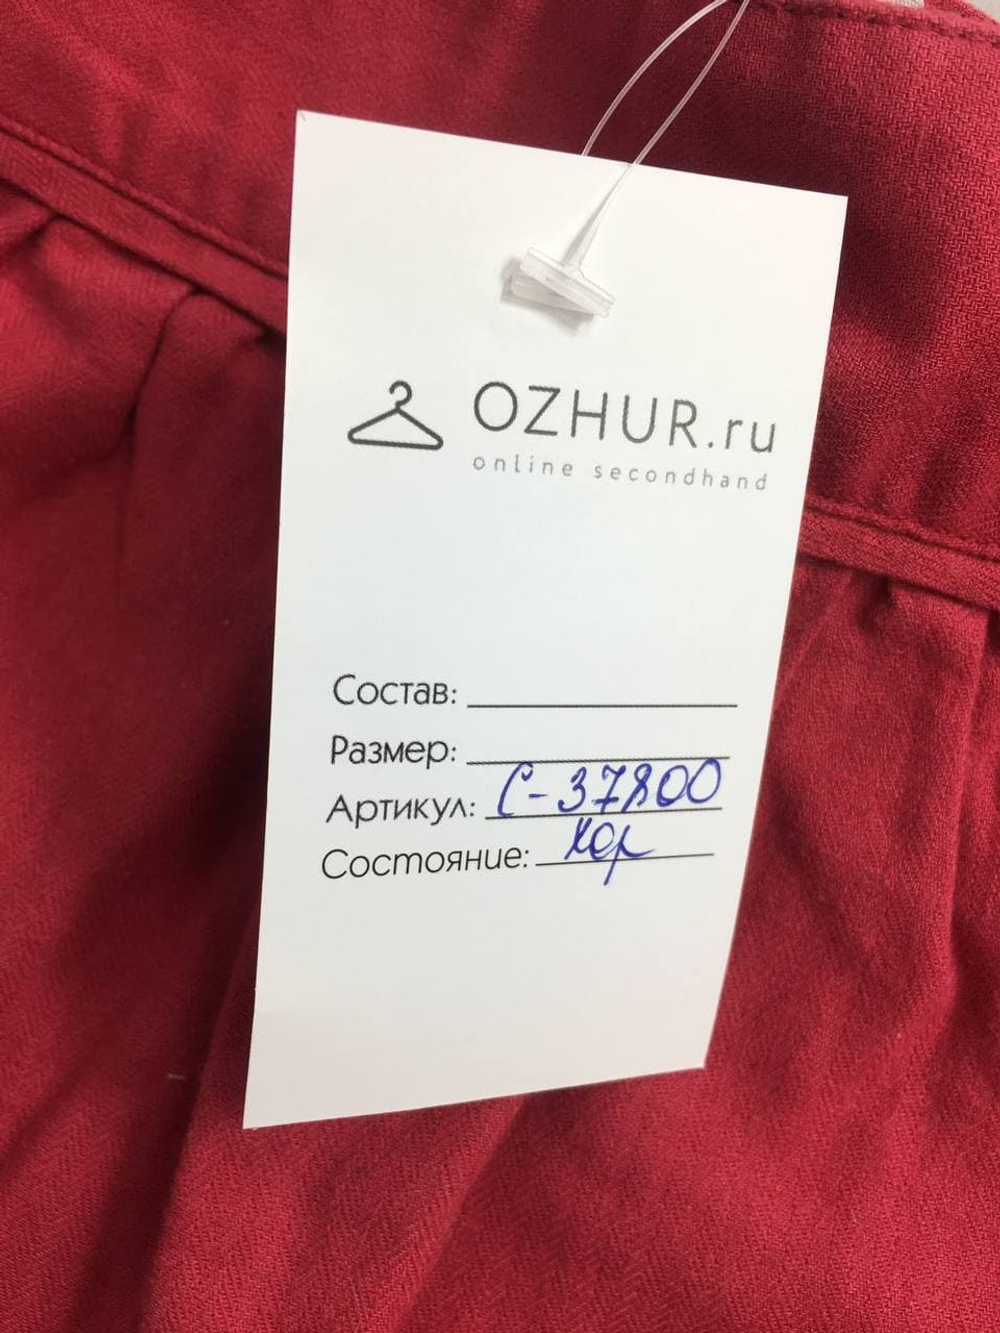 OZHUR.ru
online secondhand
Состав:
Размер:
Артикул: С-37800
Состояние: хор